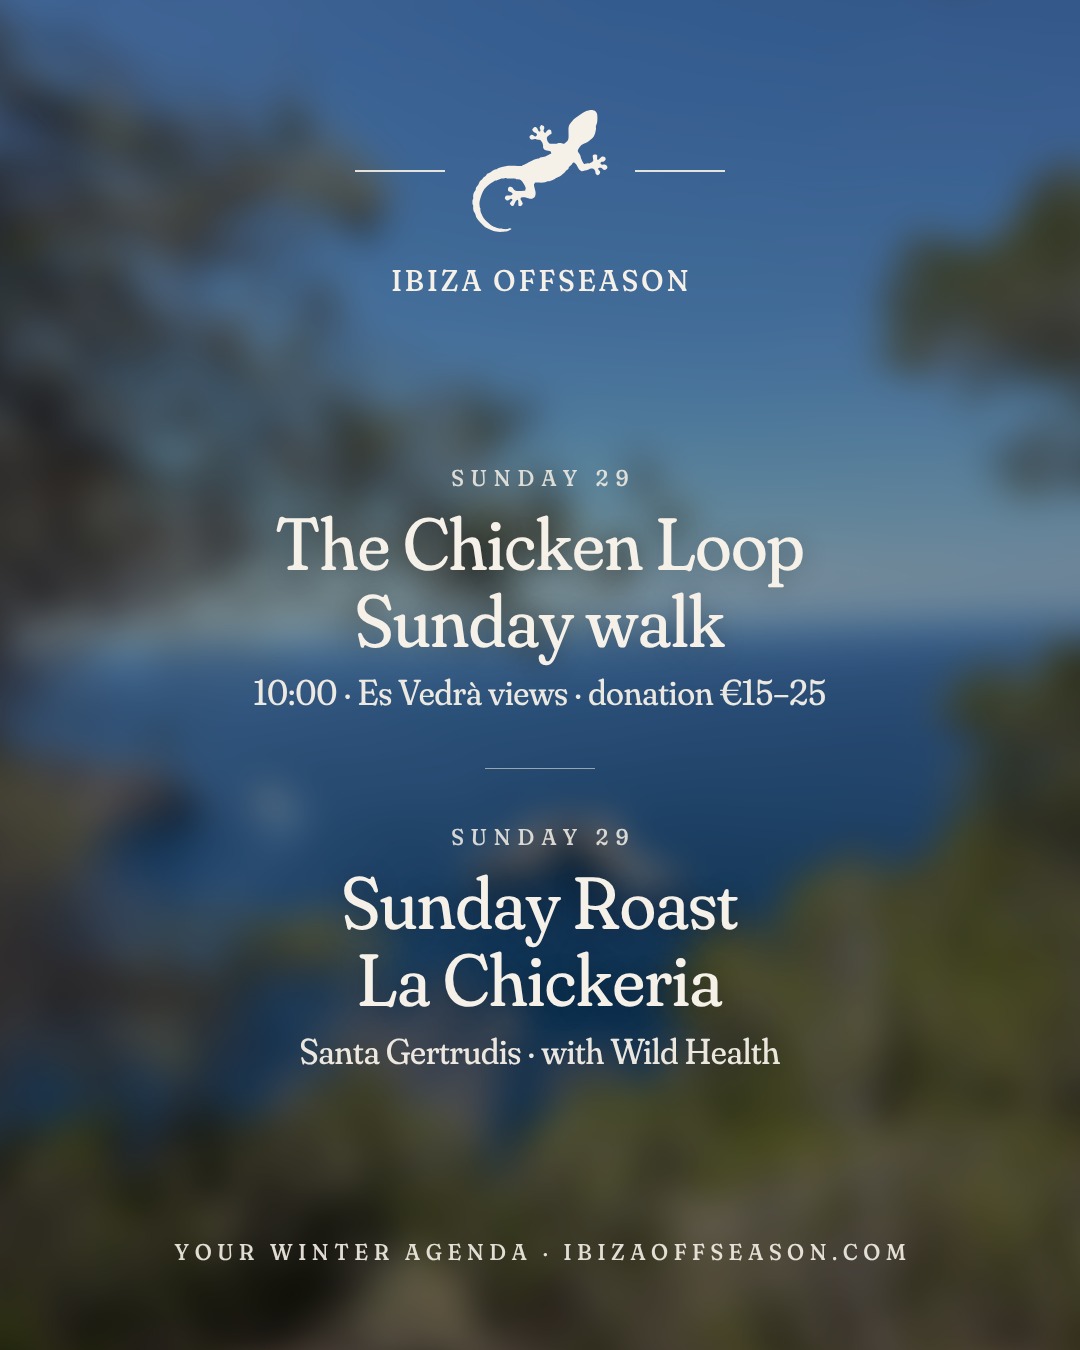 IBIZA OFFSEASON
SUNDAY 29
The Chicken Loop
Sunday walk
10:00 · Es Vedrà views · donation €15–25
SUNDAY 29
Sunday Roast
La Chickeria
Santa Gertrudis · with Wild Health
YOUR WINTER AGENDA · IBIZAOFFSEASON.COM